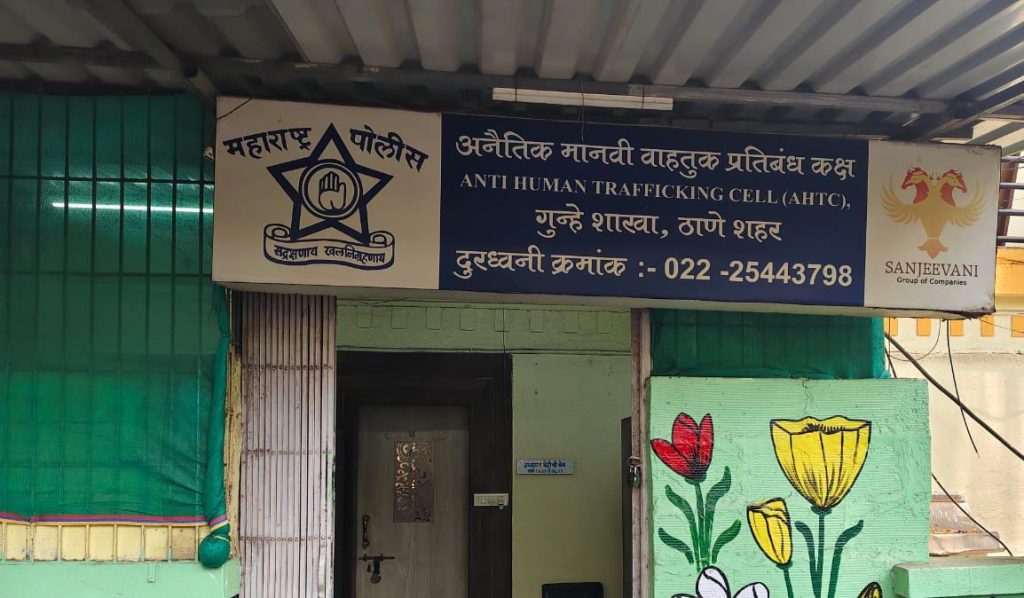 महाराष्ट्र पोलीस
सद्रक्षणाय खलनिग्रहणाय
अनैतिक मानवी वाहतुक प्रतिबंध कक्ष
ANTI HUMAN TRAFFICKING CELL (AHTC),
गुन्हे शाखा, ठाणे शहर
दुरध्वनी क्रमांक :- 022 -25443798
SANJEEVANI
Group of Companies